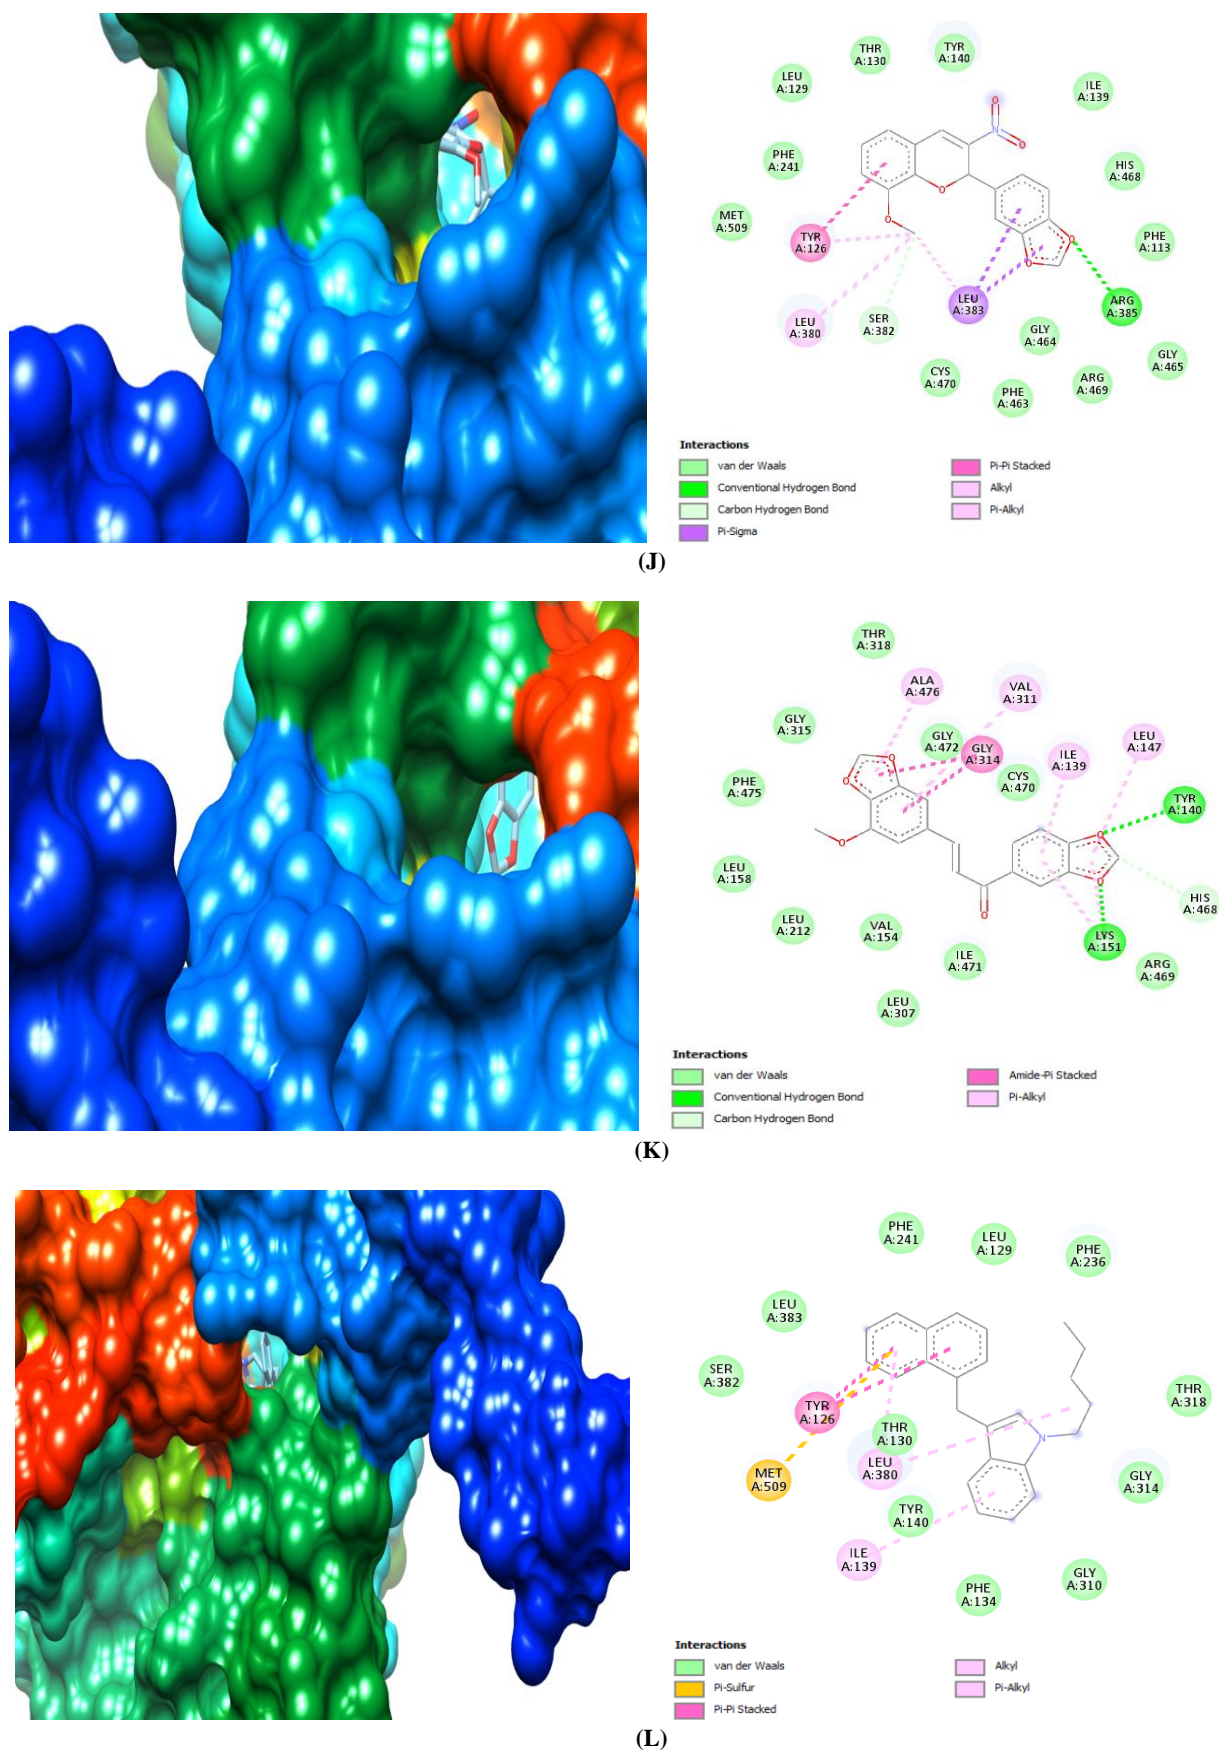 THR
A:130
TYR
A:140
LEU
A:129
ILE
A:139
PHE
A:241
HIS
A:468
MET
A:509
TYR
A:126
PHE
A:113
LEU
A:380
SER
A:382
LEU
A:383
ARG
A:385
GLY
A:464
GLY
A:465
CYS
A:470
PHE
A:463
ARG
A:469
O
N
O
O
O
O
O
Interactions
van der Waals
Conventional Hydrogen Bond
Carbon Hydrogen Bond
Pi-Sigma
Pi-Pi Stacked
Alkyl
Pi-Alkyl
(J)
THR
A:318
ALA
A:476
VAL
A:311
GLY
A:315
GLY
A:472
GLY
A:314
ILE
A:139
LEU
A:147
PHE
A:475
CYS
A:470
TYR
A:140
LEU
A:158
HIS
A:468
LEU
A:212
VAL
A:154
ILE
A:471
LYS
A:151
ARG
A:469
LEU
A:307
O
O
O
O
O
O
Interactions
van der Waals
Conventional Hydrogen Bond
Carbon Hydrogen Bond
Amide-Pi Stacked
Pi-Alkyl
(K)
PHE
A:241
LEU
A:129
PHE
A:236
LEU
A:383
SER
A:382
TYR
A:126
THR
A:130
THR
A:318
LEU
A:380
MET
A:509
GLY
A:314
TYR
A:140
ILE
A:139
PHE
A:134
GLY
A:310
N
Interactions
van der Waals
Pi-Sulfur
Pi-Pi Stacked
Alkyl
Pi-Alkyl
(L)